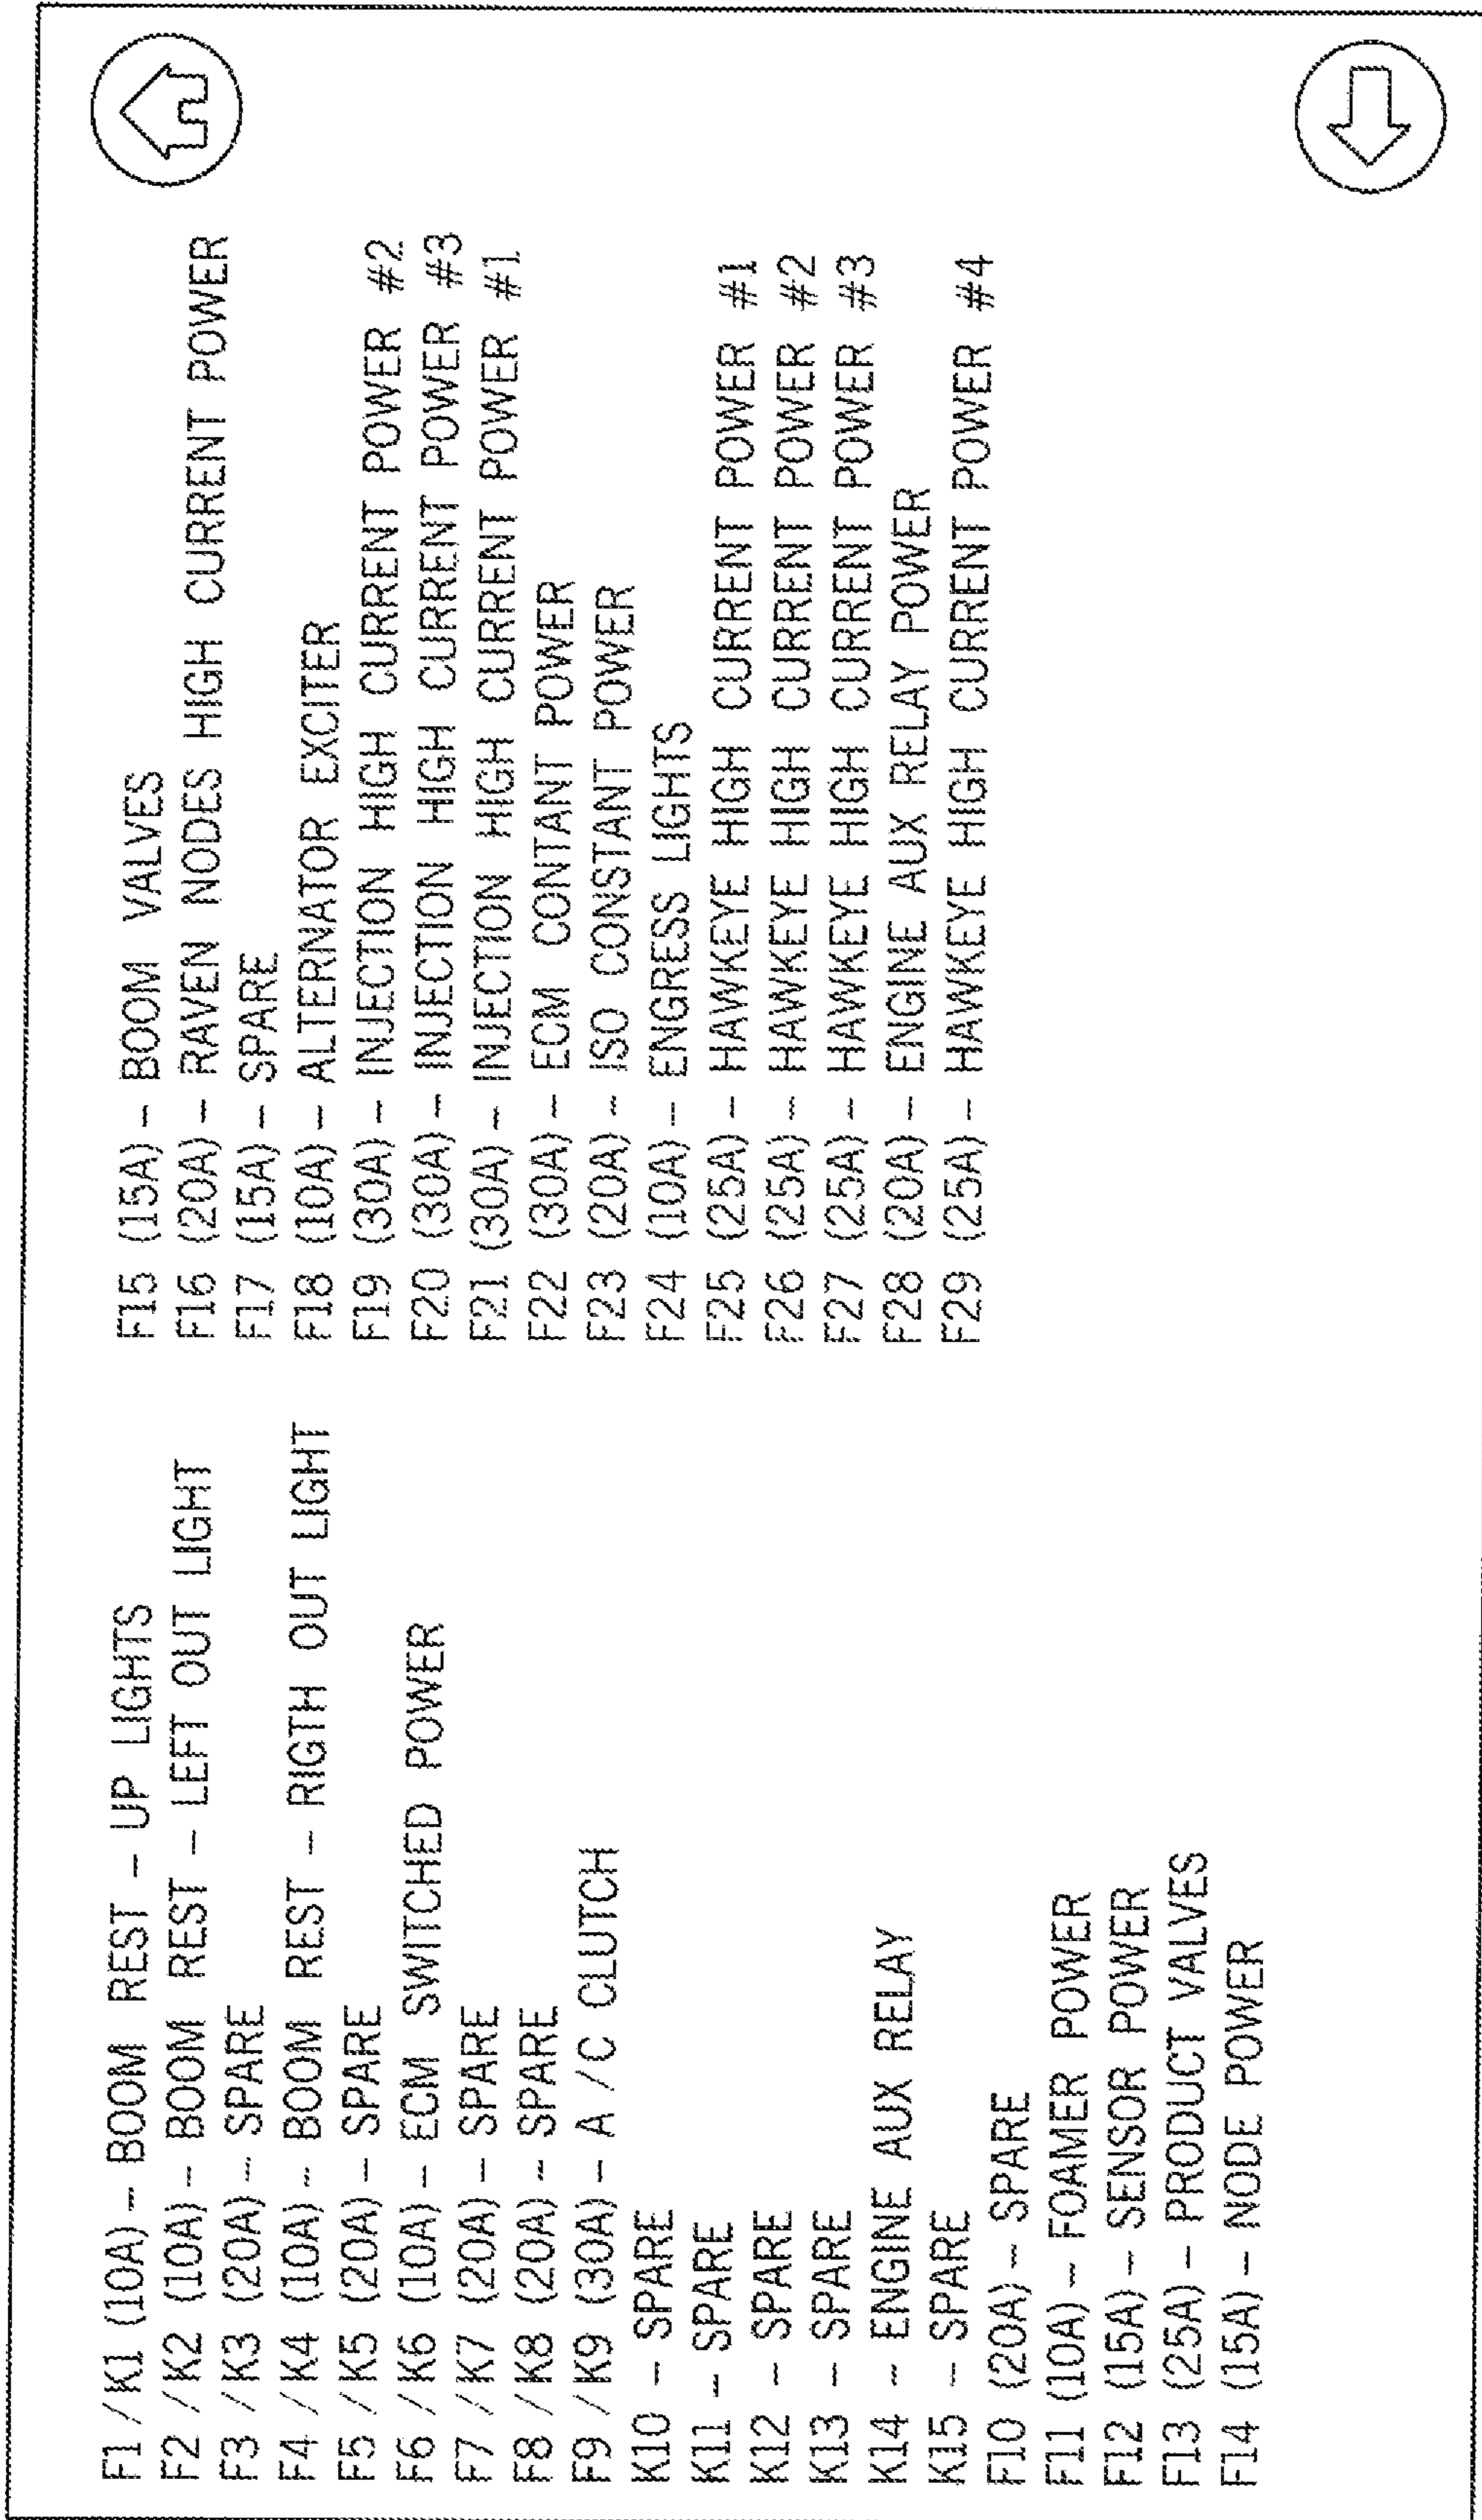 F1 /K1 (10A) - BOOM REST - UP LIGHTS
F2 /K2 (10A) - BOOM REST - LEFT OUT LIGHT
F3 /K3 (20A) - SPARE
F4 /K4 (10A) - BOOM REST - RIGTH OUT LIGHT
F5 /K5 (20A) - SPARE
F6 /K6 (10A) - ECM SWITCHED POWER
F7 /K7 (20A) - SPARE
F8 /K8 (20A) - SPARE
F9 /K9 (30A) - A /C CLUTCH
K10 - SPARE
K11 - SPARE
K12 - SPARE
K13 - SPARE
K14 - ENGINE AUX RELAY
K15 - SPARE
F10 (20A) - SPARE
F11 (10A) - FOAMER POWER
F12 (15A) - SENSOR POWER
F13 (25A) - PRODUCT VALVES
F14 (15A) - NODE POWER
F15 (15A) - BOOM VALVES
F16 (20A) - RAVEN NODES HIGH CURRENT POWER
F17 (15A) - SPARE
F18 (10A) - ALTERNATOR EXCITER
F19 (30A) - INJECTION HIGH CURRENT POWER #2
F20 (30A) - INJECTION HIGH CURRENT POWER #3
F21 (30A) - INJECTION HIGH CURRENT POWER #1
F22 (30A) - ECM CONTANT POWER
F23 (20A) - ISO CONSTANT POWER
F24 (10A) - ENGRESS LIGHTS
F25 (25A) - HAWKEYE HIGH CURRENT POWER #1
F26 (25A) - HAWKEYE HIGH CURRENT POWER #2
F27 (25A) - HAWKEYE HIGH CURRENT POWER #3
F28 (20A) - ENGINE AUX RELAY POWER
F29 (25A) - HAWKEYE HIGH CURRENT POWER #4